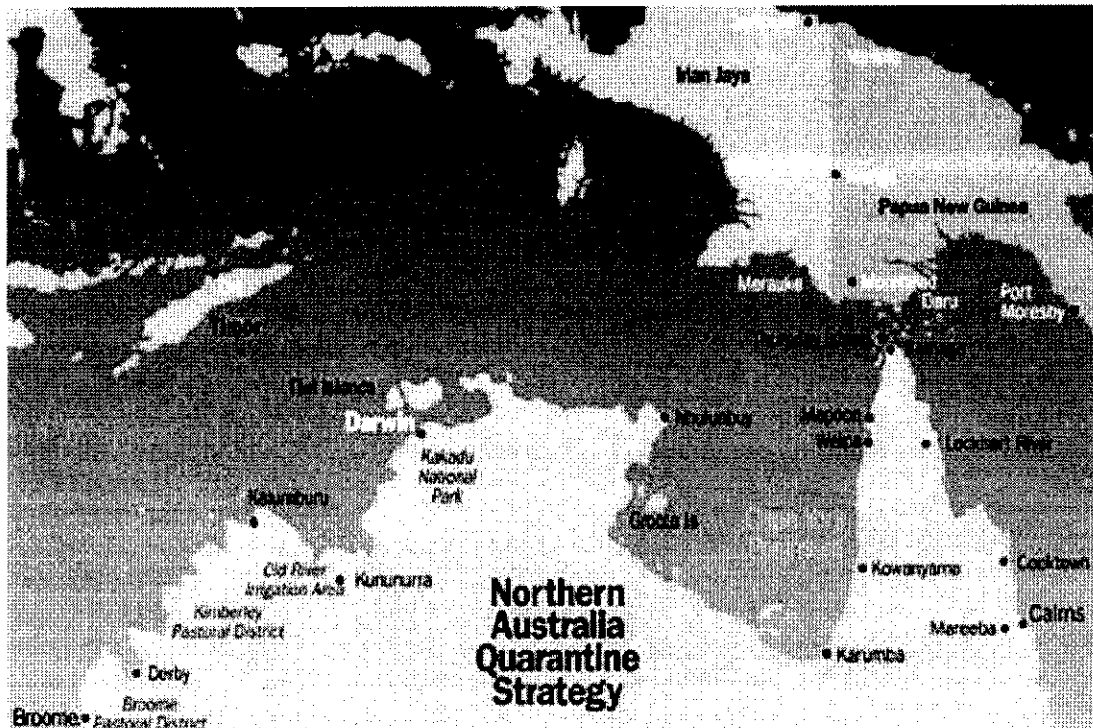 Irian Jaya
Papua New Guinea
Merauke
Daru
Port
Moresby
Timor
Darwin
Nhulunbuy
Mapoon
Weipa
Lockhart River
Kakadu
National
Park
Kalumburu
Groote Is
Ord River
Irrigation Area
Kununurra
Kowanyama
Cooktown
Kimberley
Pastoral District
Northern
Australia
Quarantine
Strategy
Cairns
Mareeba
Karumba
Derby
Broome
Broome
Pastoral District